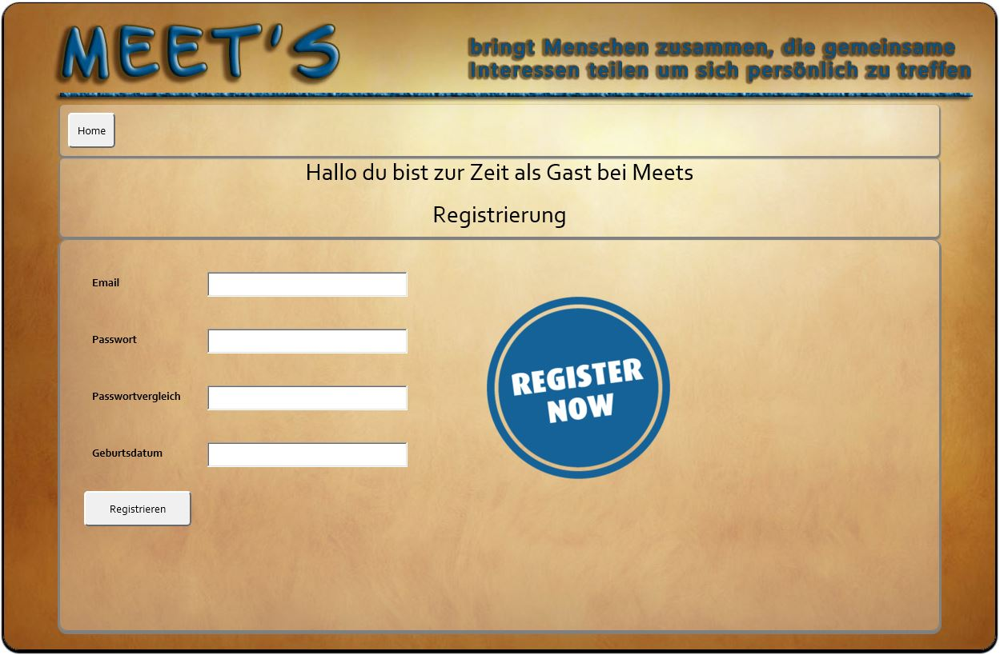 MEET'S
bringt Menschen zusammen, die gemeinsame
Interessen teilen um sich persönlich zu treffen
Home
Hallo du bist zur Zeit als Gast bei Meets
Registrierung
Email
Passwort
Passwortvergleich
Geburtsdatum
Registrieren
REGISTER
NOW